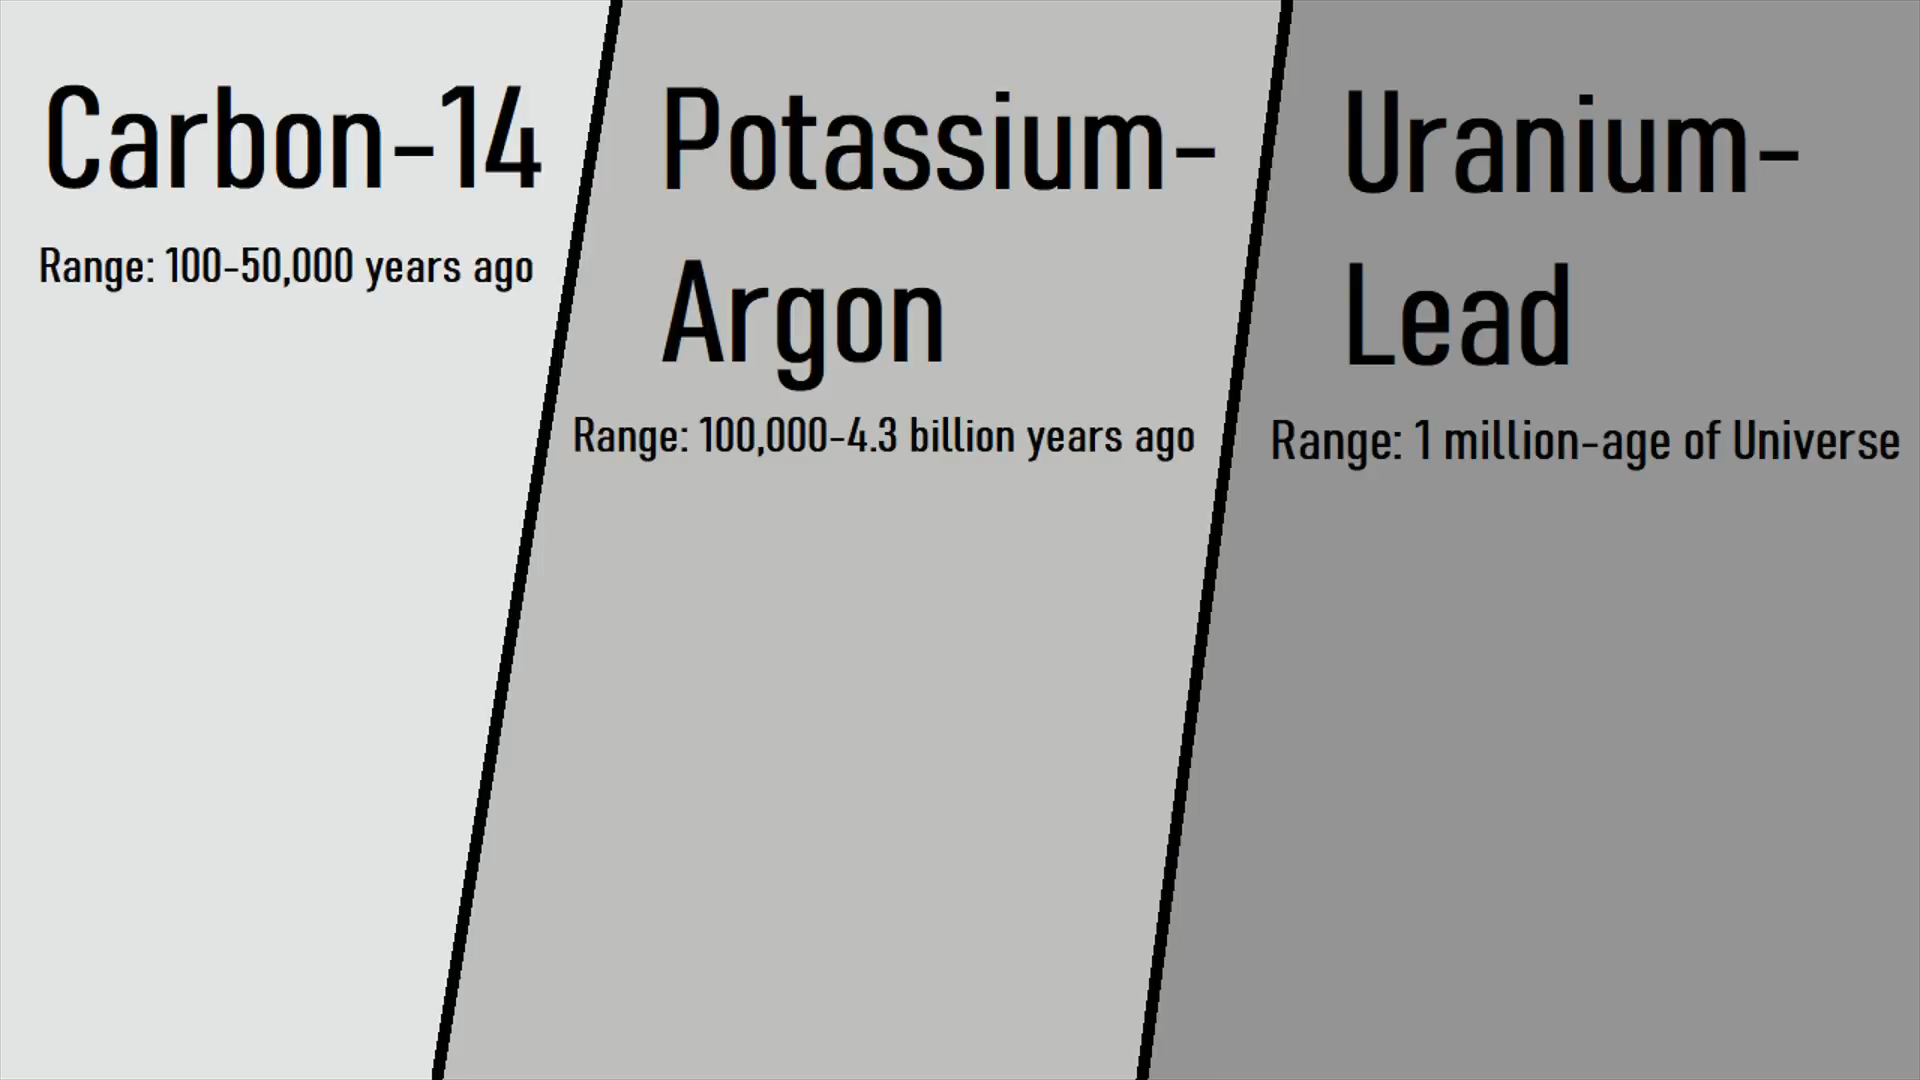 Carbon-14
Range: 100-50,000 years ago
Potassium-
Argon
Range: 100,000-4.3 billion years ago
Uranium-
Lead
Range: 1 million-age of Universe